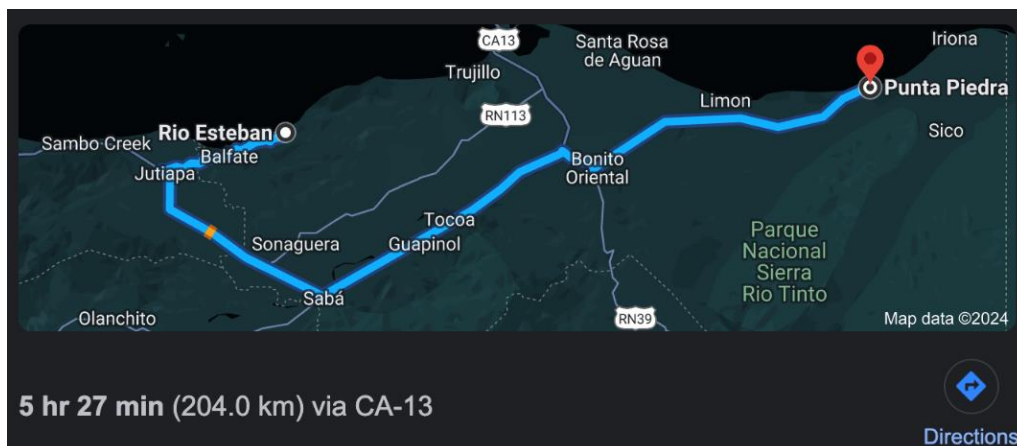 CA13
Santa Rosa
de Aguan
Iriona
Trujillo
Limon
Punta Piedra
RN113
Rio Esteban
Sambo Creek
Balfate
Sico
Jutiapa
Bonito
Oriental
Tocoa
Sonaguera
Guapinol
Parque
Nacional
Sierra
Rio Tinto
Sabá
Olanchito
RN39
Map data ©2024
5 hr 27 min (204.0 km) via CA-13
Directions